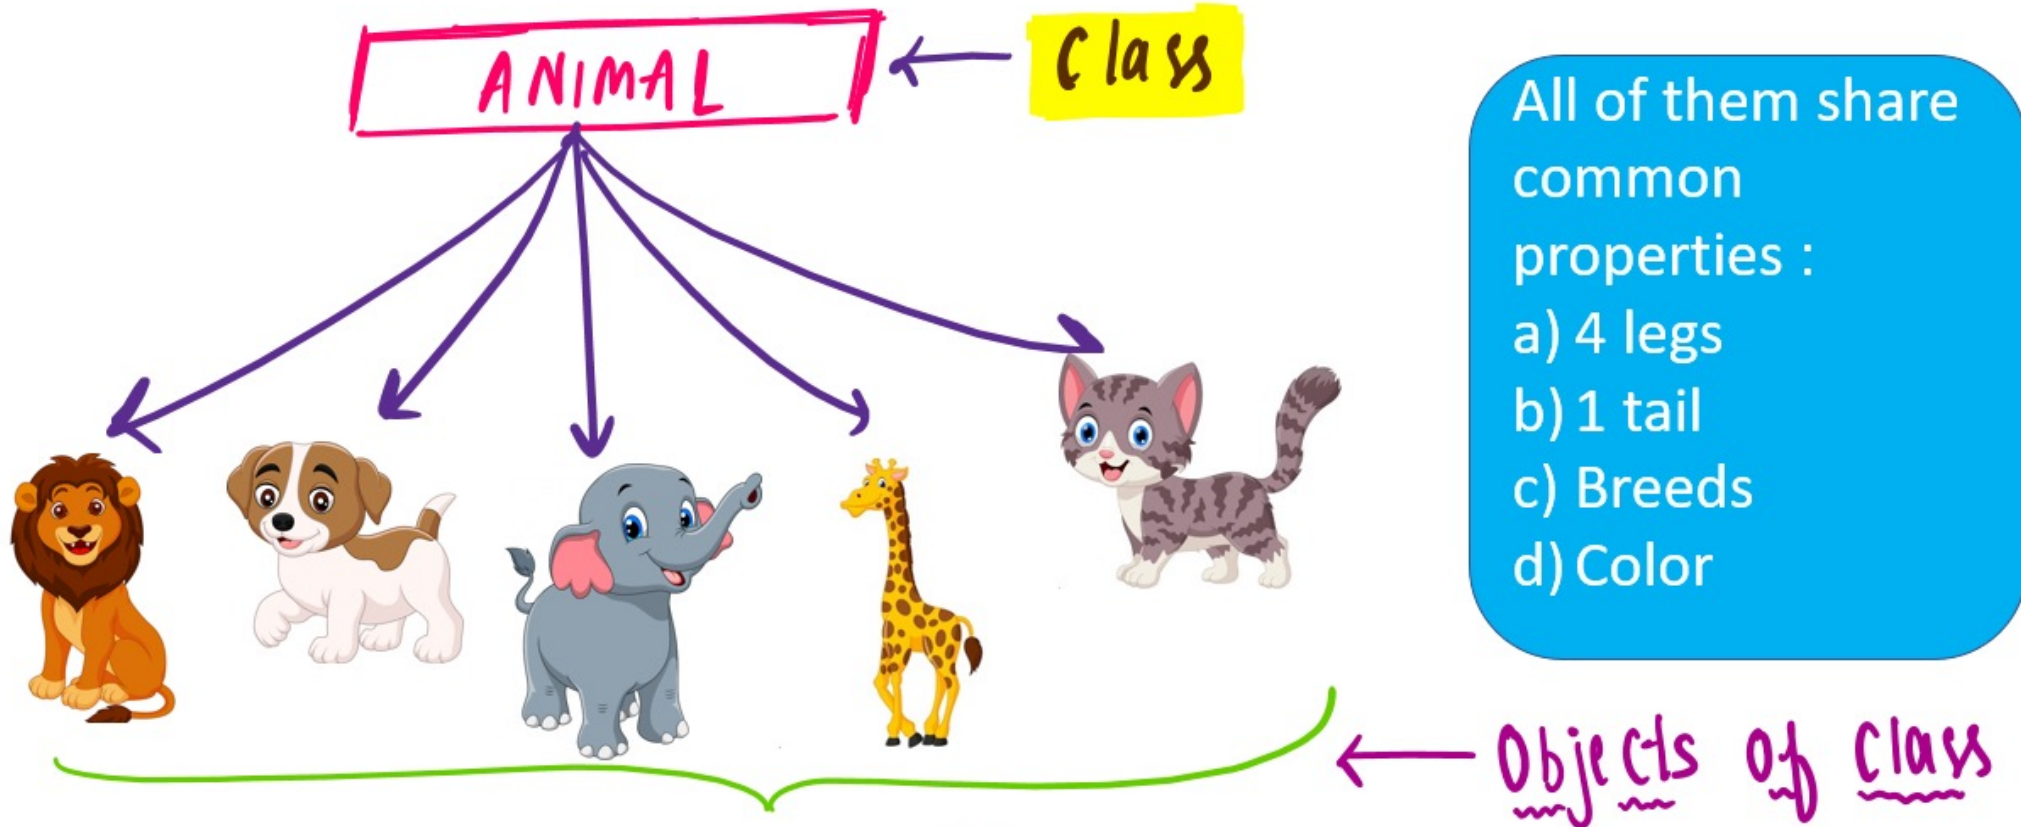 ANIMAL
Class
All of them share
common
properties :
a) 4 legs
b) 1 tail
c) Breeds
d) Color
Objects of class